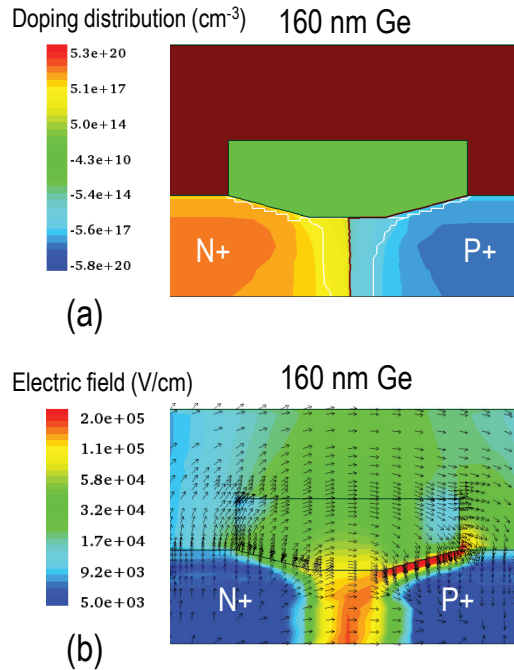 Doping distribution (cm-3) 160 nm Ge
5.3e+20
5.1e+17
5.0e+14
-4.3e+10
-5.4e+14
-5.6e+17
-5.8e+20
N+ P+
(a)
Electric field (V/cm) 160 nm Ge
2.0e+05
1.1e+05
5.8e+04
3.2e+04
1.7e+04
9.2e+03
5.0e+03
N+ P+
(b)